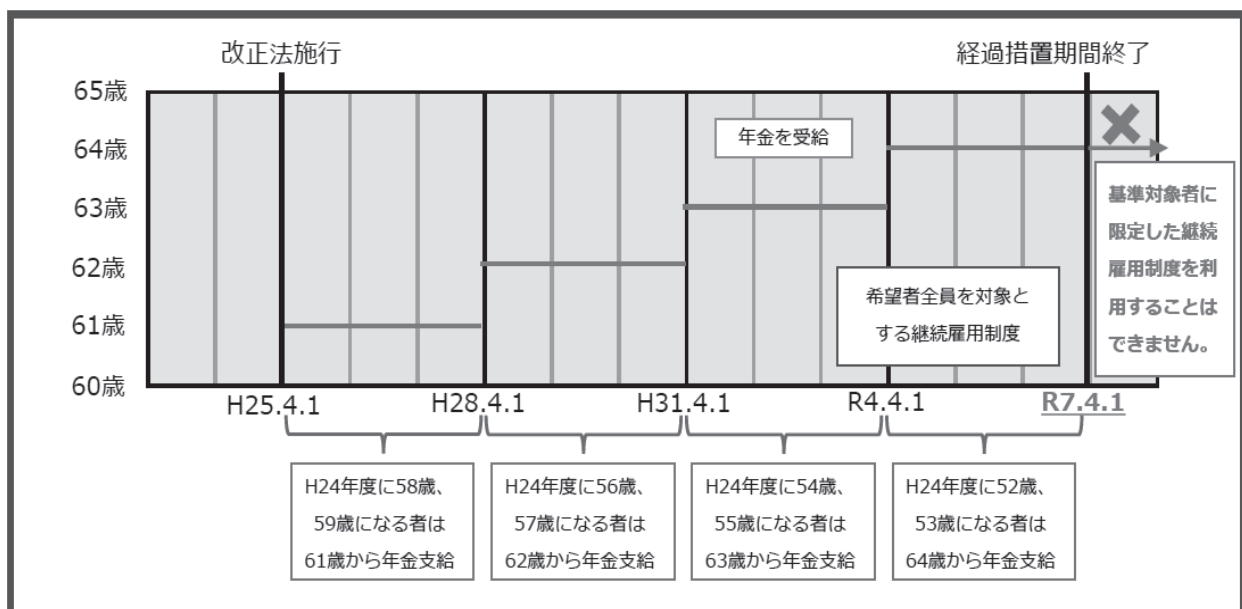 改正法施行
経過措置期間終了
65歳
64歳
63歳
62歳
61歳
60歳
年金を受給
希望者全員を対象と
する継続雇用制度
基準対象者に
限定した継続
雇用制度を利
用することは
できません。
H25.4.1
H28.4.1
H31.4.1
R4.4.1
R7.4.1
H24年度に58歳、
59歳になる者は
61歳から年金支給
H24年度に56歳、
57歳になる者は
62歳から年金支給
H24年度に54歳、
55歳になる者は
63歳から年金支給
H24年度に52歳、
53歳になる者は
64歳から年金支給